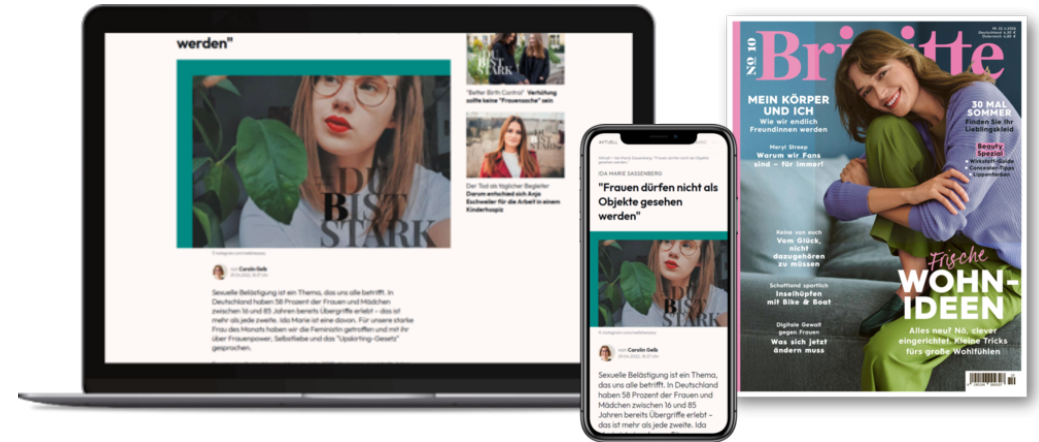 werden"
DU
BIST
STARK
von Carolin Gelb
Sexuelle Belästigung ist ein Thema, das uns alle betrifft. In
Deutschland haben 58 Prozent der Frauen und Mädchen
zwischen 16 und 85 Jahren bereits Übergriffe erlebt – das ist
mehr als jede zweite. Ida Marie ist eine davon. Für unsere starke
Frau des Monats haben wir die Feministin getroffen und mit ihr
über Frauenpower, Selbstliebe und das "Upskirting-Gesetz"
gesprochen.
"Better Birth Control" Verhütung
sollte keine "Frauensache" sein
Der Tod als täglicher Begleiter
Darum entschied sich Anja
Eschweiler für die Arbeit in einem
Kinderhospiz
AKTUELL
IDA MARIE SASSENBERG
"Frauen dürfen nicht als
Objekte gesehen
werden"
BIST
STARK
von Carolin Gelb
Sexuelle Belästigung ist ein Thema,
das uns alle betrifft. In Deutschland
haben 58 Prozent der Frauen und
Mädchen zwischen 16 und 85
Jahren bereits Übergriffe erlebt –
das ist mehr als jede zweite. Ida
No 10
Brigitte
MEIN KÖRPER
UND ICH
Wie wir endlich
Freundinnen werden
Meryl Streep
Warum wir Fans
sind – für immer!
30 MAL
SOMMER
Finden Sie Ihr
Lieblingskleid
Beauty
Spezial
Wirkstoff-Guide
Concealer-Tipps
Lippenfarben
Keine von euch
Vom Glück,
nicht
dazugehören
zu müssen
Schottland sportlich
Inselhüpfen
mit Bike & Boat
Digitale Gewalt
gegen Frauen
Was sich jetzt
ändern muss
Frische
WOHN-
IDEEN
Alles neu? Nö, clever
eingerichtet. Kleine Tricks
fürs große Wohlfühlen